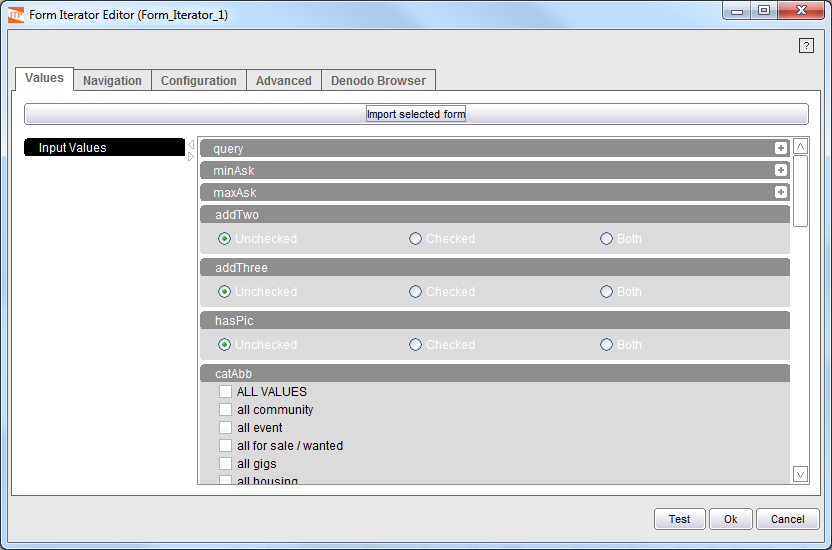 Form Iterator Editor (Form_Iterator_1)
?
Values Navigation Configuration Advanced Denodo Browser
Import selected form
Input Values
query
minAsk
maxAsk
addTwo
Unchecked Checked Both
addThree
Unchecked Checked Both
hasPic
Unchecked Checked Both
catAbb
ALL VALUES
all community
all event
all for sale / wanted
all gigs
all housing
Test Ok Cancel